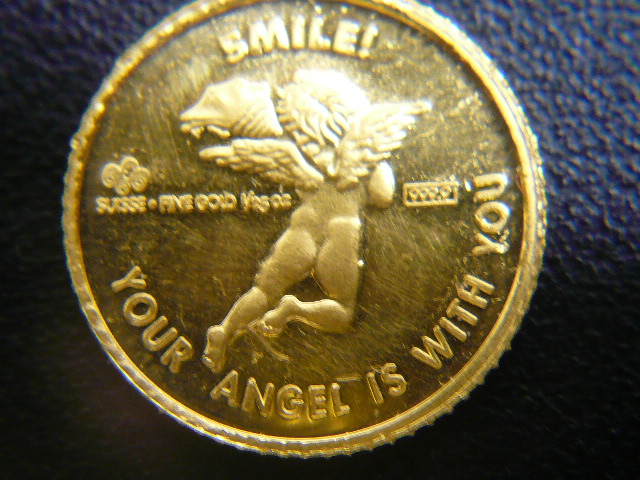 SMILE!
SUISSE • FINE GOLD 1/25 oz
999.9
YOUR ANGEL IS WITH YOU